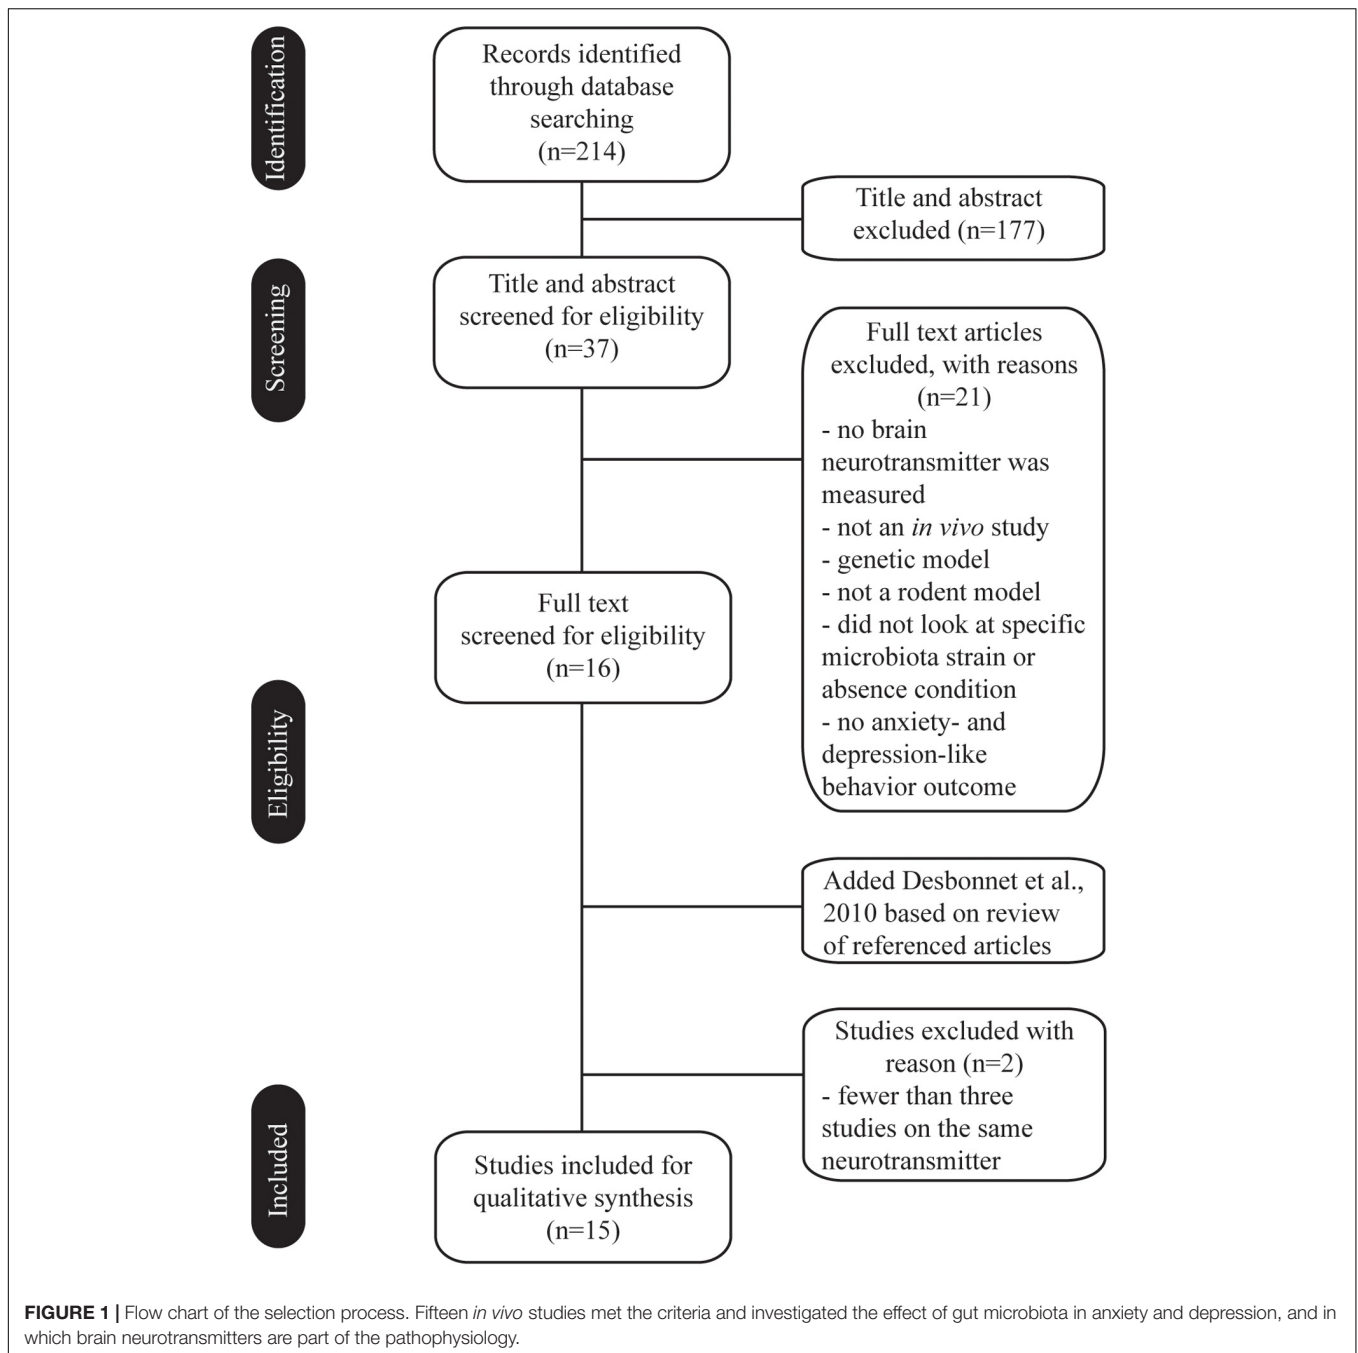 Identification
Records identified
through database
searching
(n=214)
Title and abstract
excluded (n=177)
Screening
Title and abstract
screened for eligibility
(n=37)
Full text articles
excluded, with reasons
(n=21)
- no brain
neurotransmitter was
measured
- not an in vivo study
- genetic model
- not a rodent model
- did not look at specific
microbiota strain or
absence condition
- no anxiety- and
depression-like
behavior outcome
Full text
screened for eligibility
(n=16)
Eligibility
Added Desbonnet et al.,
2010 based on review
of referenced articles
Studies excluded with
reason (n=2)
- fewer than three
studies on the same
neurotransmitter
Included
Studies included for
qualitative synthesis
(n=15)
FIGURE 1 | Flow chart of the selection process. Fifteen in vivo studies met the criteria and investigated the effect of gut microbiota in anxiety and depression, and in
which brain neurotransmitters are part of the pathophysiology.